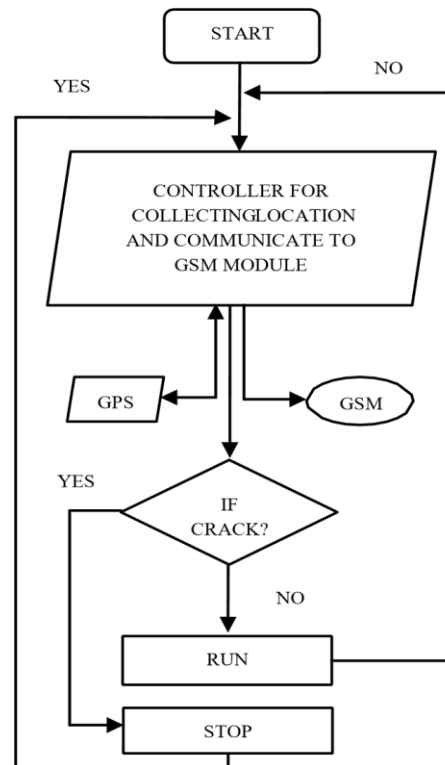 START
YES
NO
CONTROLLER FOR
COLLECTINGLOCATION
AND COMMUNICATE TO
GSM MODULE
GPS
GSM
YES
IF
CRACK?
NO
RUN
STOP